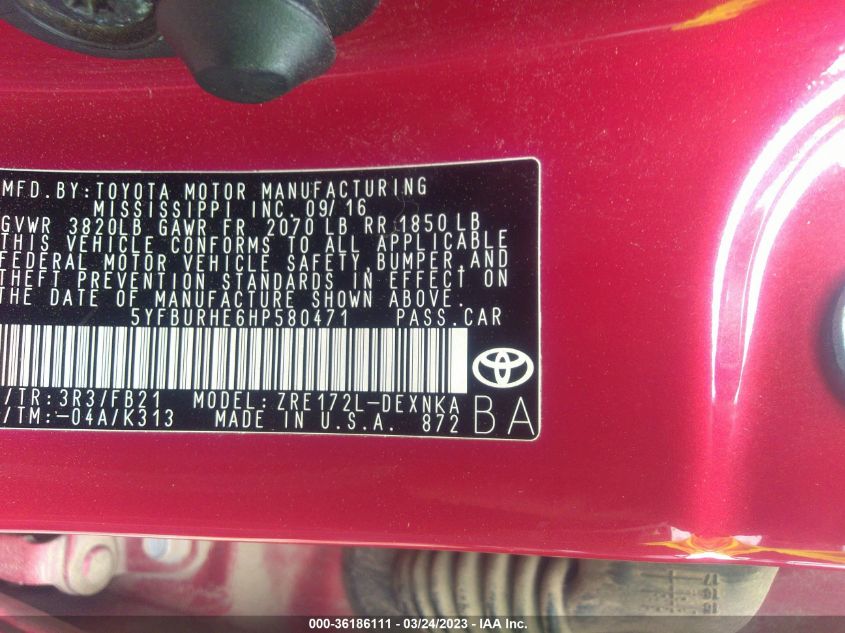 MFD. BY: TOYOTA MOTOR MANUFACTURING
MISSISSIPPI INC. 09/16
GVWR 3820LB GAWR FR 2070 LB RR 1850 LB
THIS VEHICLE CONFORMS TO ALL APPLICABLE
FEDERAL MOTOR VEHICLE SAFETY, BUMPER, AND
THEFT PREVENTION STANDARDS IN EFFECT ON
THE DATE OF MANUFACTURE SHOWN ABOVE.
5YFBURHE6HP580471 PASS.CAR
/TR:3R3/FB21 MODEL: ZRE172L-DEXNKA
/TM:-04A/K313 MADE IN U.S.A. 872
BA
000-36186111 - 03/24/2023 - IAA Inc.